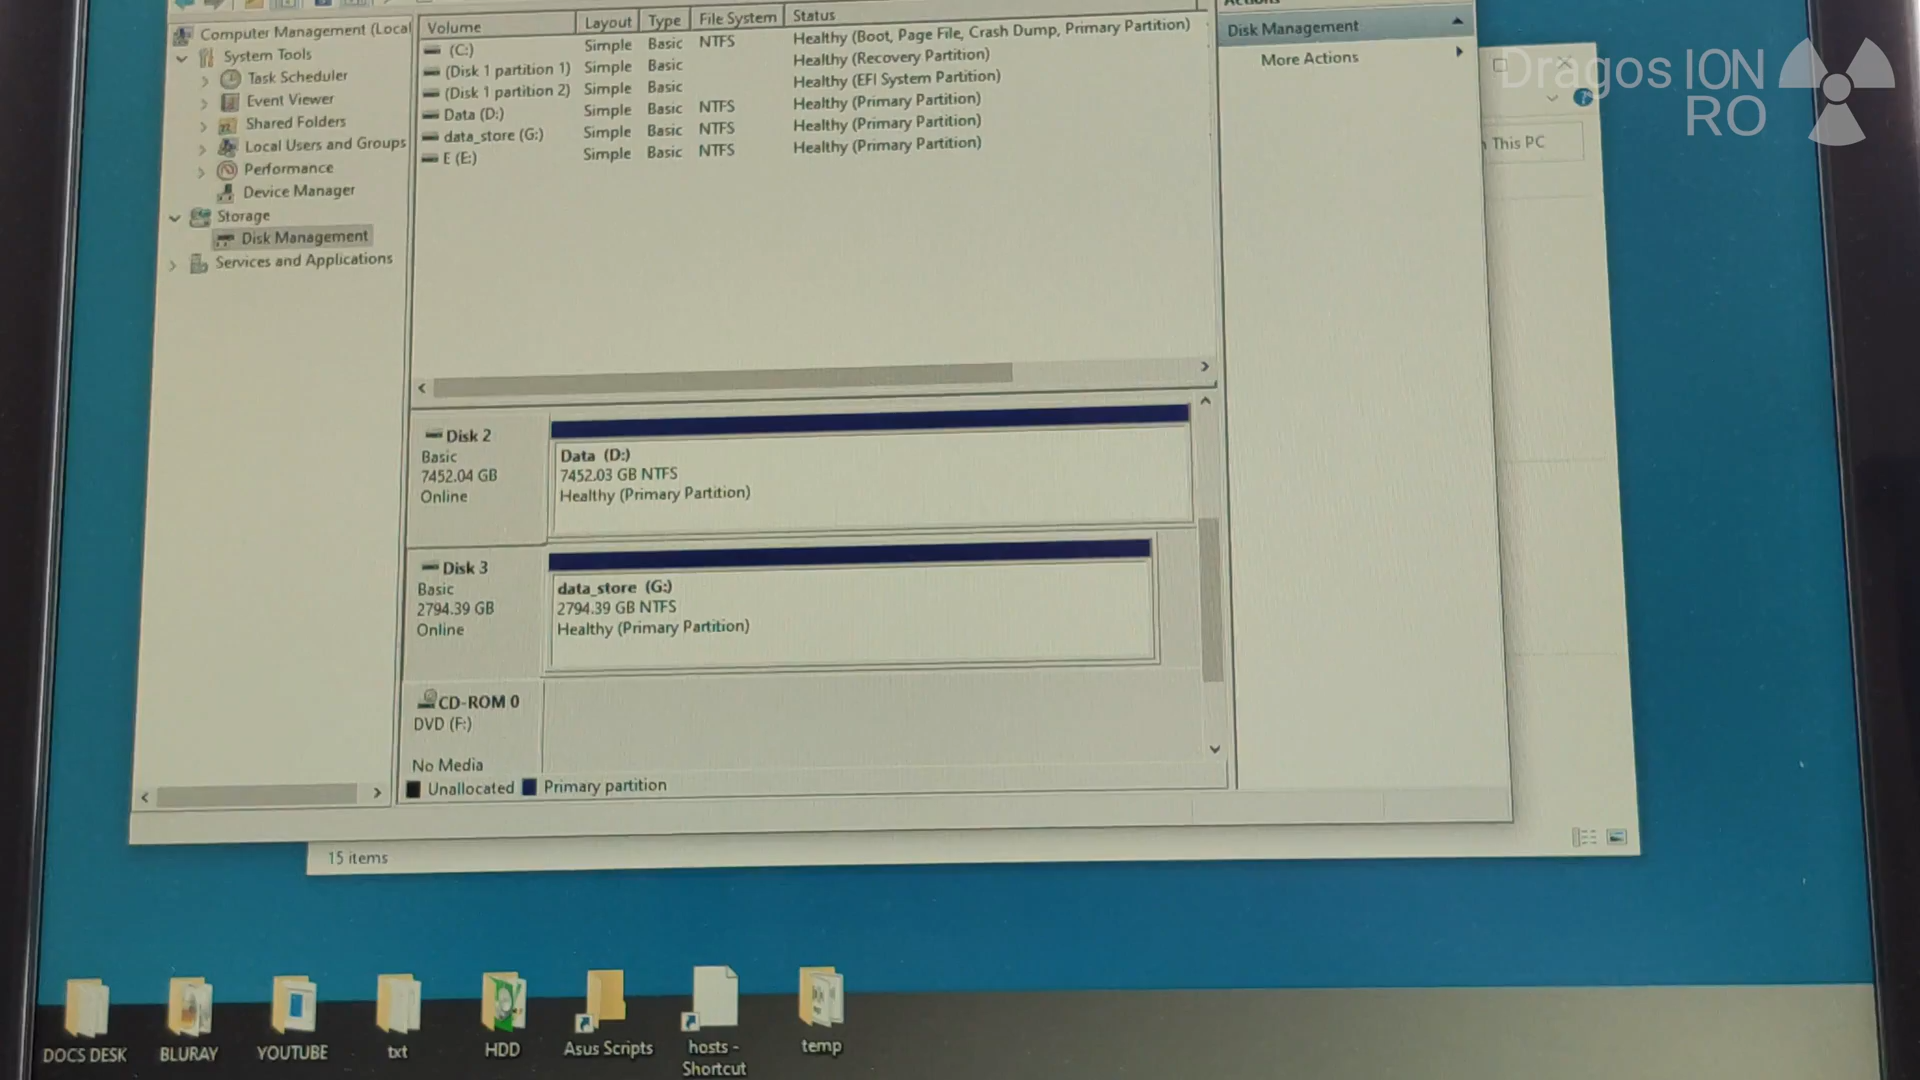 Actions
Computer Management (Local
System Tools
Task Scheduler
Event Viewer
Shared Folders
Local Users and Groups
Performance
Device Manager
Storage
Disk Management
Services and Applications
Volume Layout Type File System Status
(C:) Simple Basic NTFS Healthy (Boot, Page File, Crash Dump, Primary Partition)
(Disk 1 partition 1) Simple Basic Healthy (Recovery Partition)
(Disk 1 partition 2) Simple Basic Healthy (EFI System Partition)
Data (D:) Simple Basic NTFS Healthy (Primary Partition)
data_store (G:) Simple Basic NTFS Healthy (Primary Partition)
E (E:) Simple Basic NTFS Healthy (Primary Partition)
Disk Management
More Actions
Dragos ION
RO
This PC
Disk 2
Basic
7452.04 GB
Online
Data (D:)
7452.03 GB NTFS
Healthy (Primary Partition)
Disk 3
Basic
2794.39 GB
Online
data_store (G:)
2794.39 GB NTFS
Healthy (Primary Partition)
CD-ROM 0
DVD (F:)
No Media
Unallocated Primary partition
15 items
DOCS DESK
BLURAY
YOUTUBE
txt
HDD
Asus Scripts
hosts -
Shortcut
temp